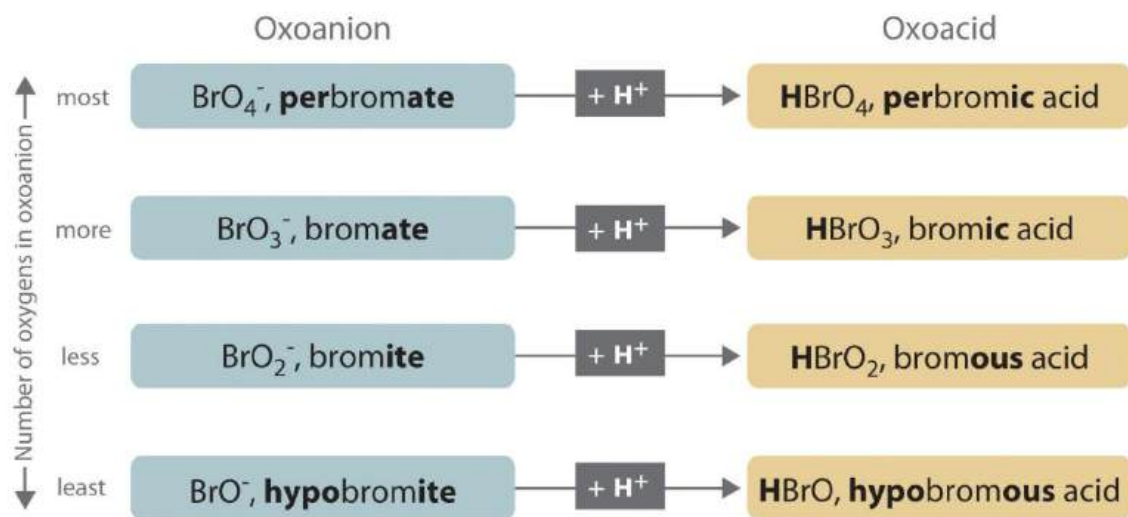 Oxoanion
Oxoacid
Number of oxygens in oxoanion
most
BrO₄⁻, perbromate
+ H⁺
HBrO₄, perbromic acid
more
BrO₃⁻, bromate
+ H⁺
HBrO₃, bromic acid
less
BrO₂⁻, bromite
+ H⁺
HBrO₂, bromous acid
least
BrO⁻, hypobromite
+ H⁺
HBrO, hypobromous acid